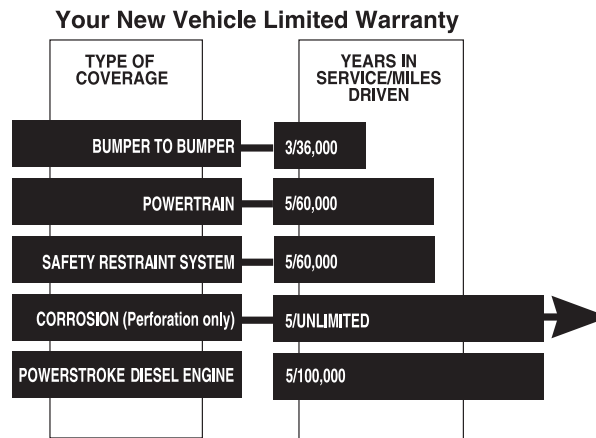 Your New Vehicle Limited Warranty
TYPE OF
COVERAGE
YEARS IN
SERVICE/MILES
DRIVEN
BUMPER TO BUMPER
3/36,000
POWERTRAIN
5/60,000
SAFETY RESTRAINT SYSTEM
5/60,000
CORROSION (Perforation only)
5/UNLIMITED
POWERSTROKE DIESEL ENGINE
5/100,000